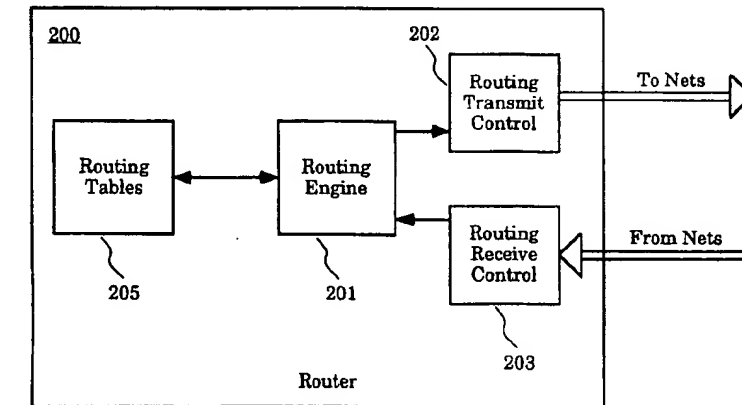 200
202
Routing
Transmit
Control
To Nets
Routing
Tables
Routing
Engine
Routing
Receive
Control
From Nets
205
201
203
Router